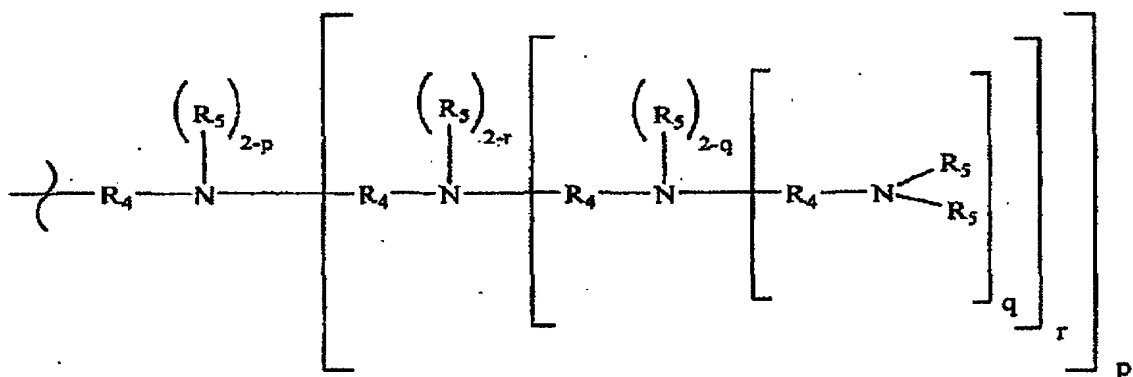 (R5)2-p (R5)2-r (R5)2-q
R4 N R4 N R4 N R4 N R5 R5
q r p